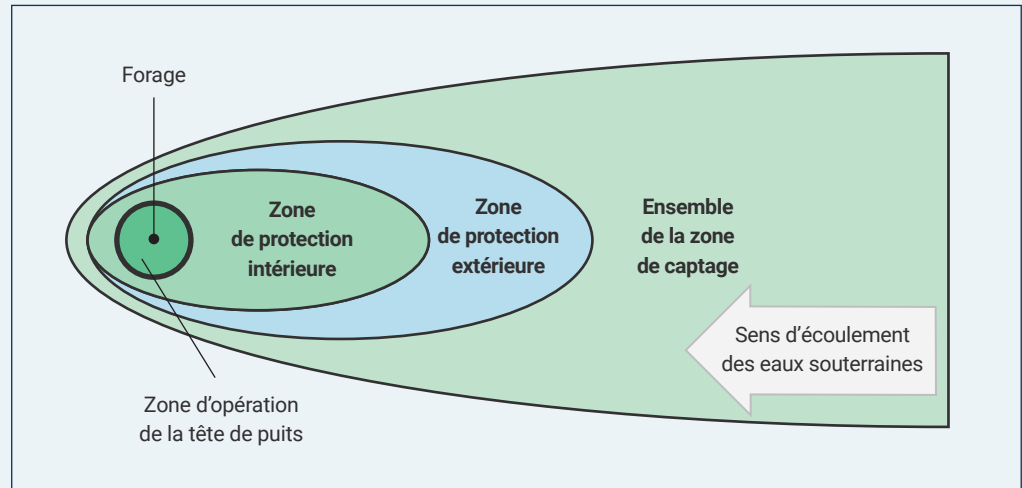 Forage
Zone
de protection
intérieure
Zone
de protection
extérieure
Ensemble
de la zone
de captage
Sens d’écoulement
des eaux souterraines
Zone d’opération
de la tête de puits